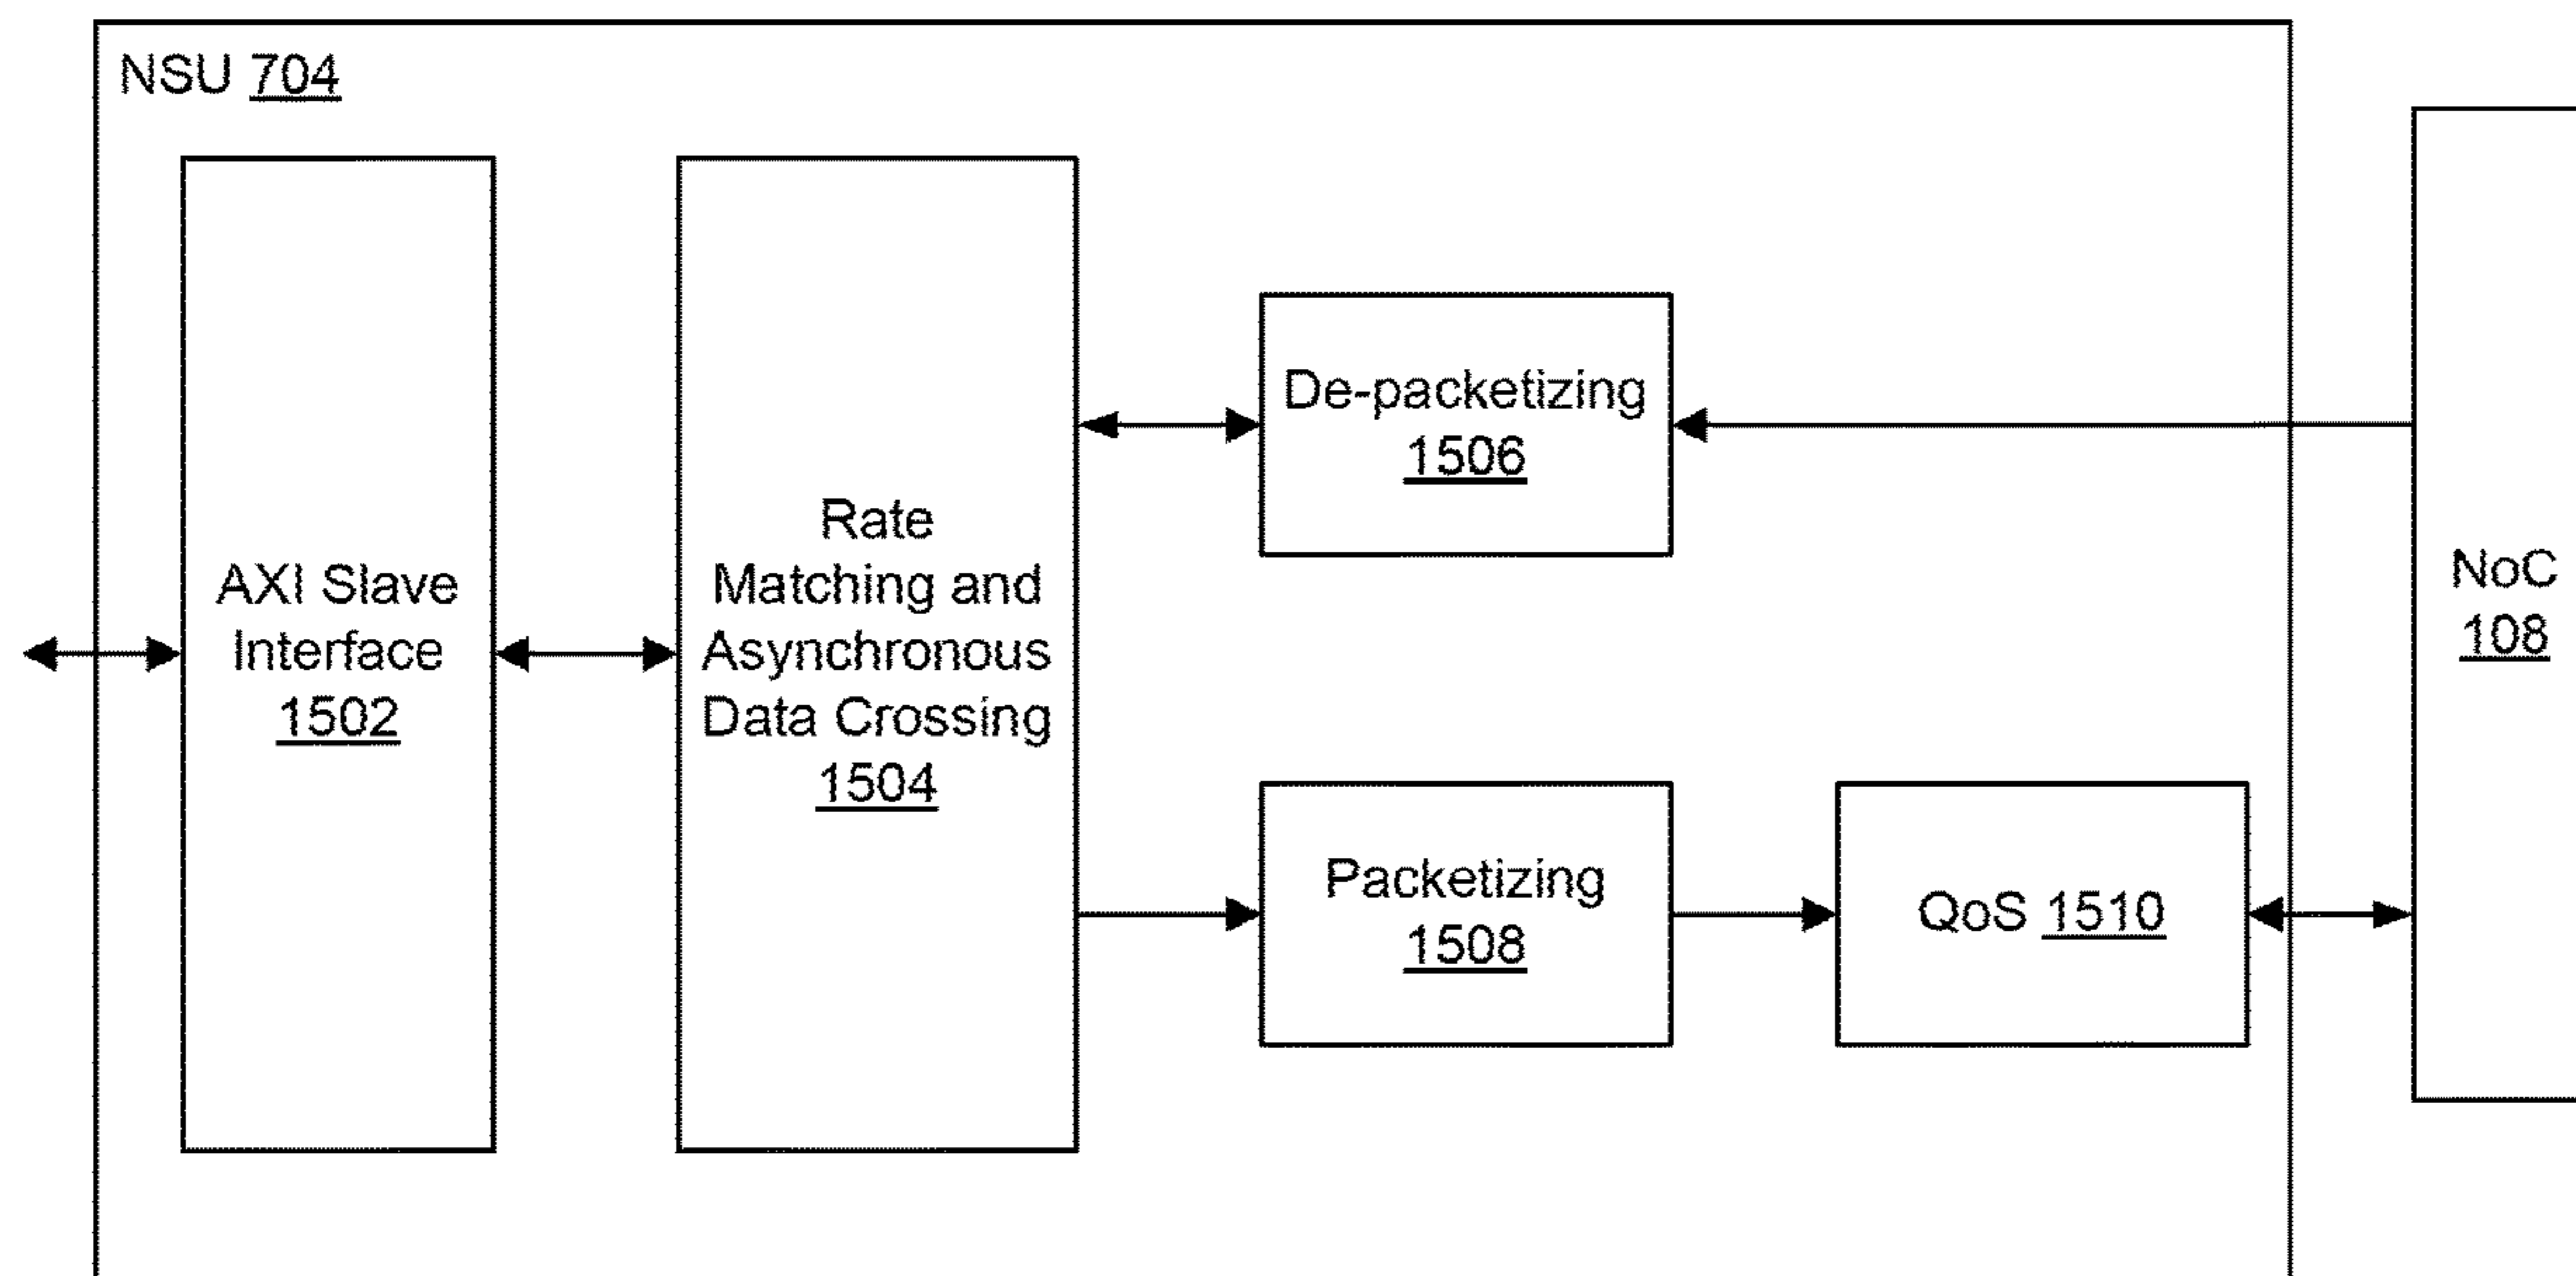 NSU 704
AXI Slave
Interface
1502
Rate
Matching and
Asynchronous
Data Crossing
1504
De-packetizing
1506
Packetizing
1508
QoS 1510
NoC
108